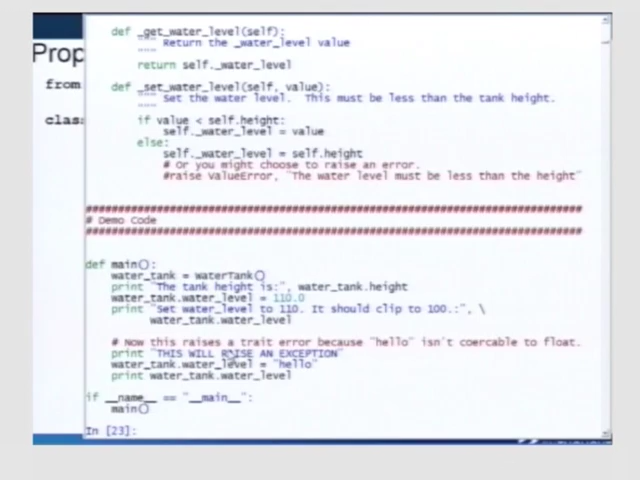 Prop
from
class
def _get_water_level(self):
""" Return the _water_level value
"""
return self._water_level
def _set_water_level(self, value):
""" Set the water level.  This must be less than the tank height.
"""
if value < self.height:
self._water_level = value
else:
self._water_level = self.height
# Or you might choose to raise an error.
#raise ValueError, "The water level must be less than the height"
################################################################################
# Demo Code
################################################################################
def main():
water_tank = WaterTank()
print "The tank height is:", water_tank.height
water_tank.water_level = 110.0
print "Set water_level to 110. It should clip to 100.:", \
water_tank.water_level
# Now this raises a trait error because "hello" isn't coercable to float.
print "THIS WILL RAISE AN EXCEPTION"
water_tank.water_level = "hello"
print water_tank.water_level
if __name__ == "__main__":
main()
In [23]: